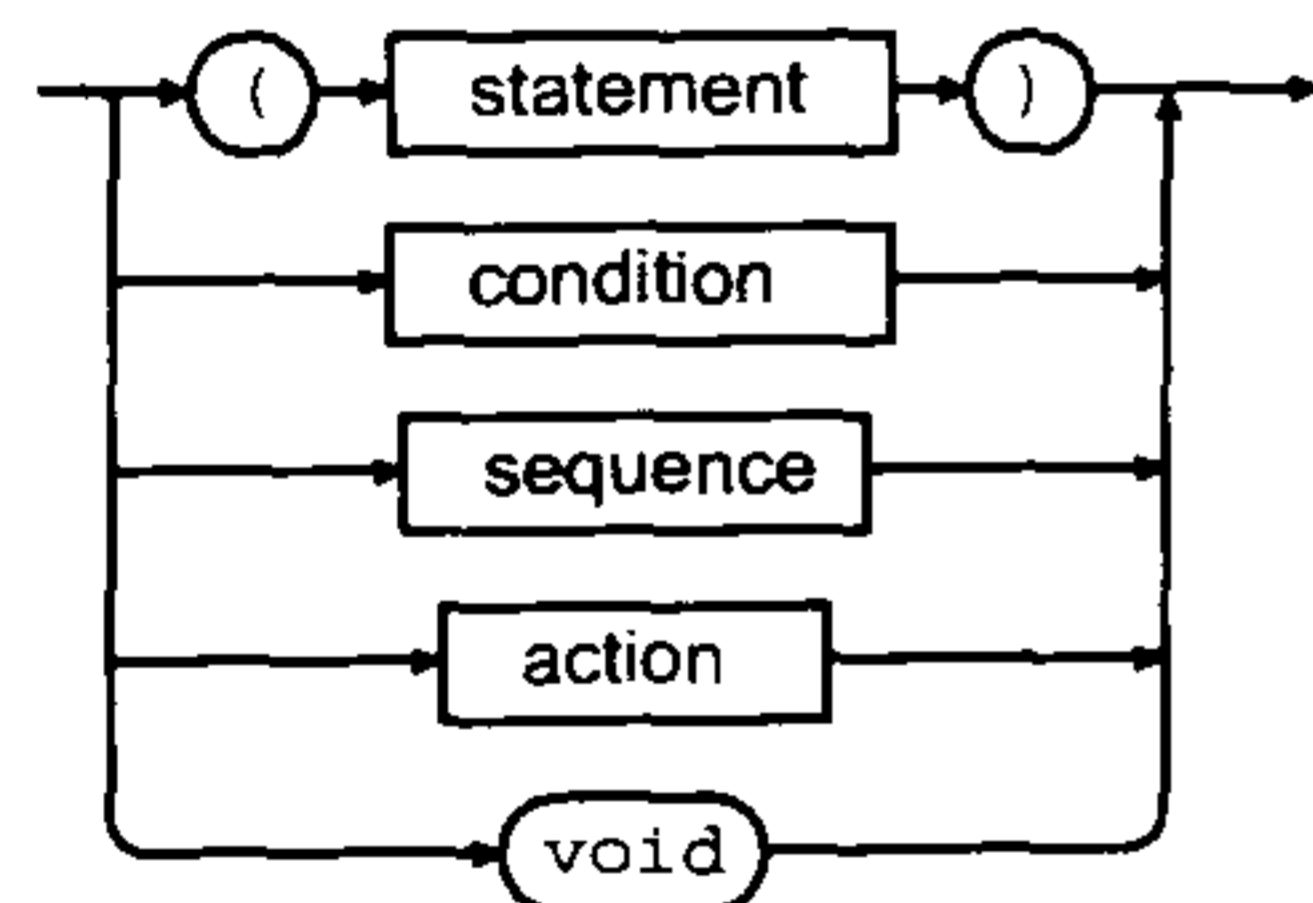 ( statement )
condition
sequence
action
void